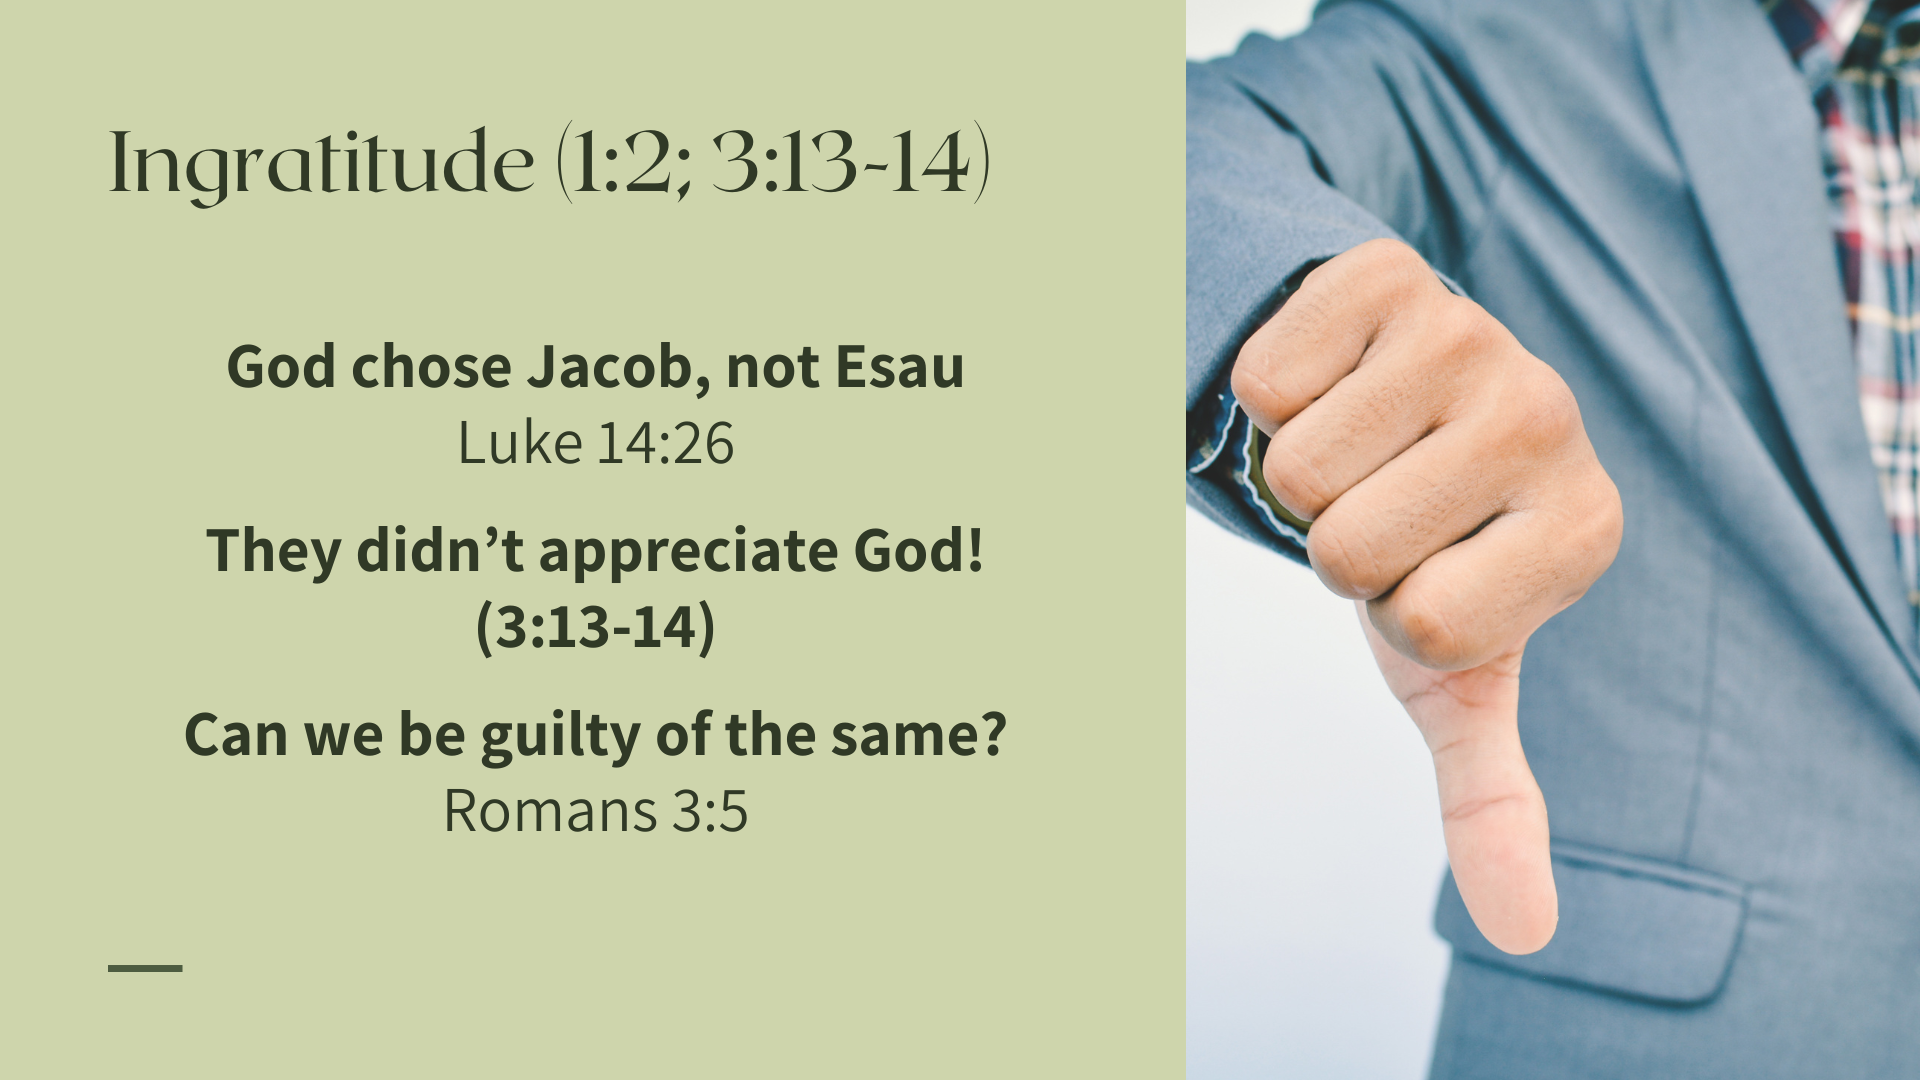 Ingratitude (1:2; 3:13-14)
God chose Jacob, not Esau
Luke 14:26
They didn’t appreciate God!
(3:13-14)
Can we be guilty of the same?
Romans 3:5